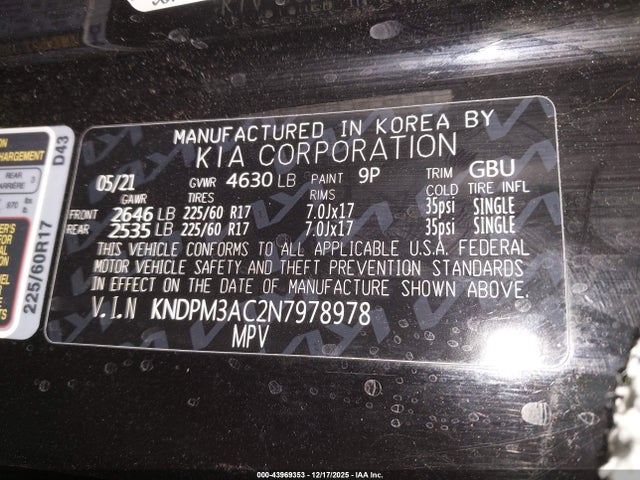 MANUFACTURED IN KOREA BY
KIA CORPORATION
05/21 GVWR 4630 LB PAINT 9P TRIM GBU
GAWR TIRES RIMS COLD TIRE INFL
FRONT 2646 LB 225/60 R17 7.0Jx17 35psi SINGLE
REAR 2535 LB 225/60 R17 7.0Jx17 35psi SINGLE
THIS VEHICLE CONFORMS TO ALL APPLICABLE U.S.A. FEDERAL
MOTOR VEHICLE SAFETY AND THEFT PREVENTION STANDARDS
IN EFFECT ON THE DATE OF MANUFACTURE SHOWN ABOVE.
V.I.N KNDPM3AC2N7978978
MPV
D43
225/60R17
REAR
3
970 lbs
000-43969353 - 12/17/2025 - IAA Inc.